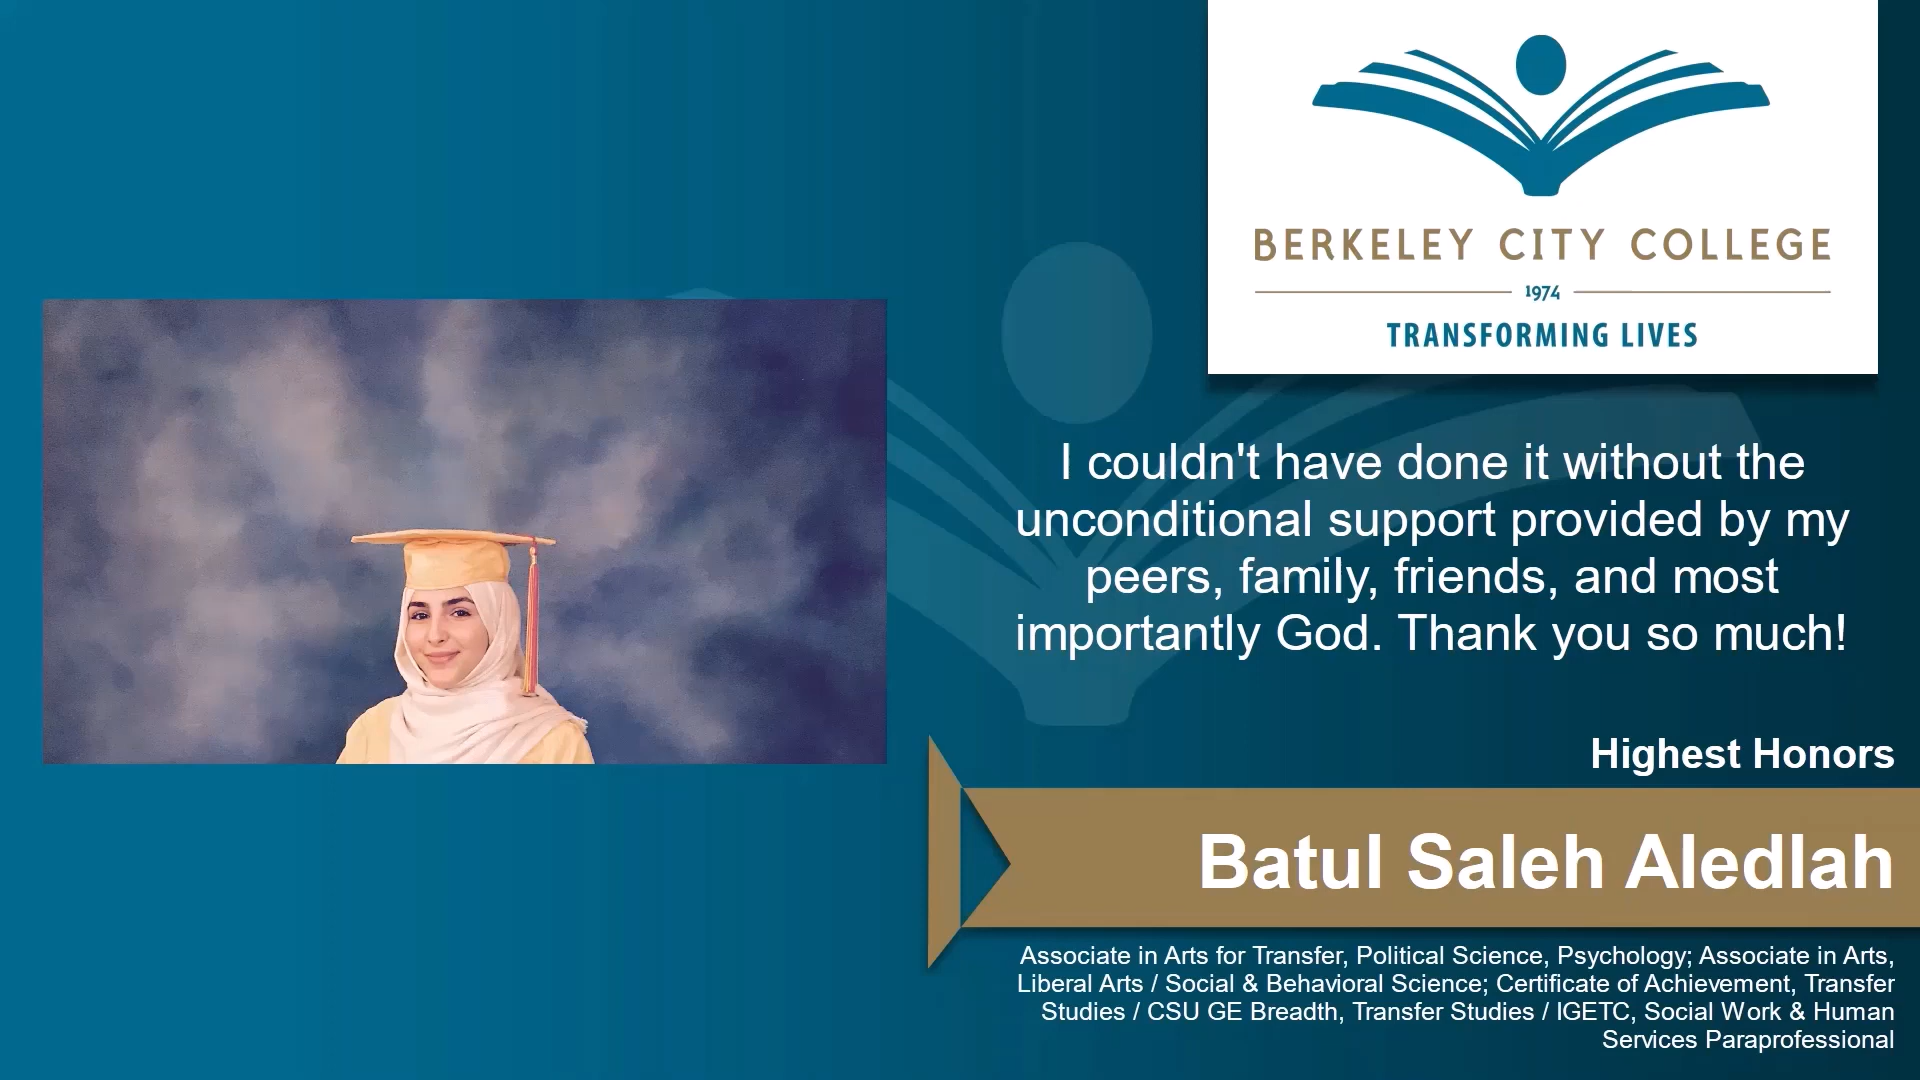 BERKELEY CITY COLLEGE
1974
TRANSFORMING LIVES
I couldn't have done it without the
unconditional support provided by my
peers, family, friends, and most
importantly God. Thank you so much!
Highest Honors
Batul Saleh Aledlah
Associate in Arts for Transfer, Political Science, Psychology; Associate in Arts,
Liberal Arts / Social & Behavioral Science; Certificate of Achievement, Transfer
Studies / CSU GE Breadth, Transfer Studies / IGETC, Social Work & Human
Services Paraprofessional